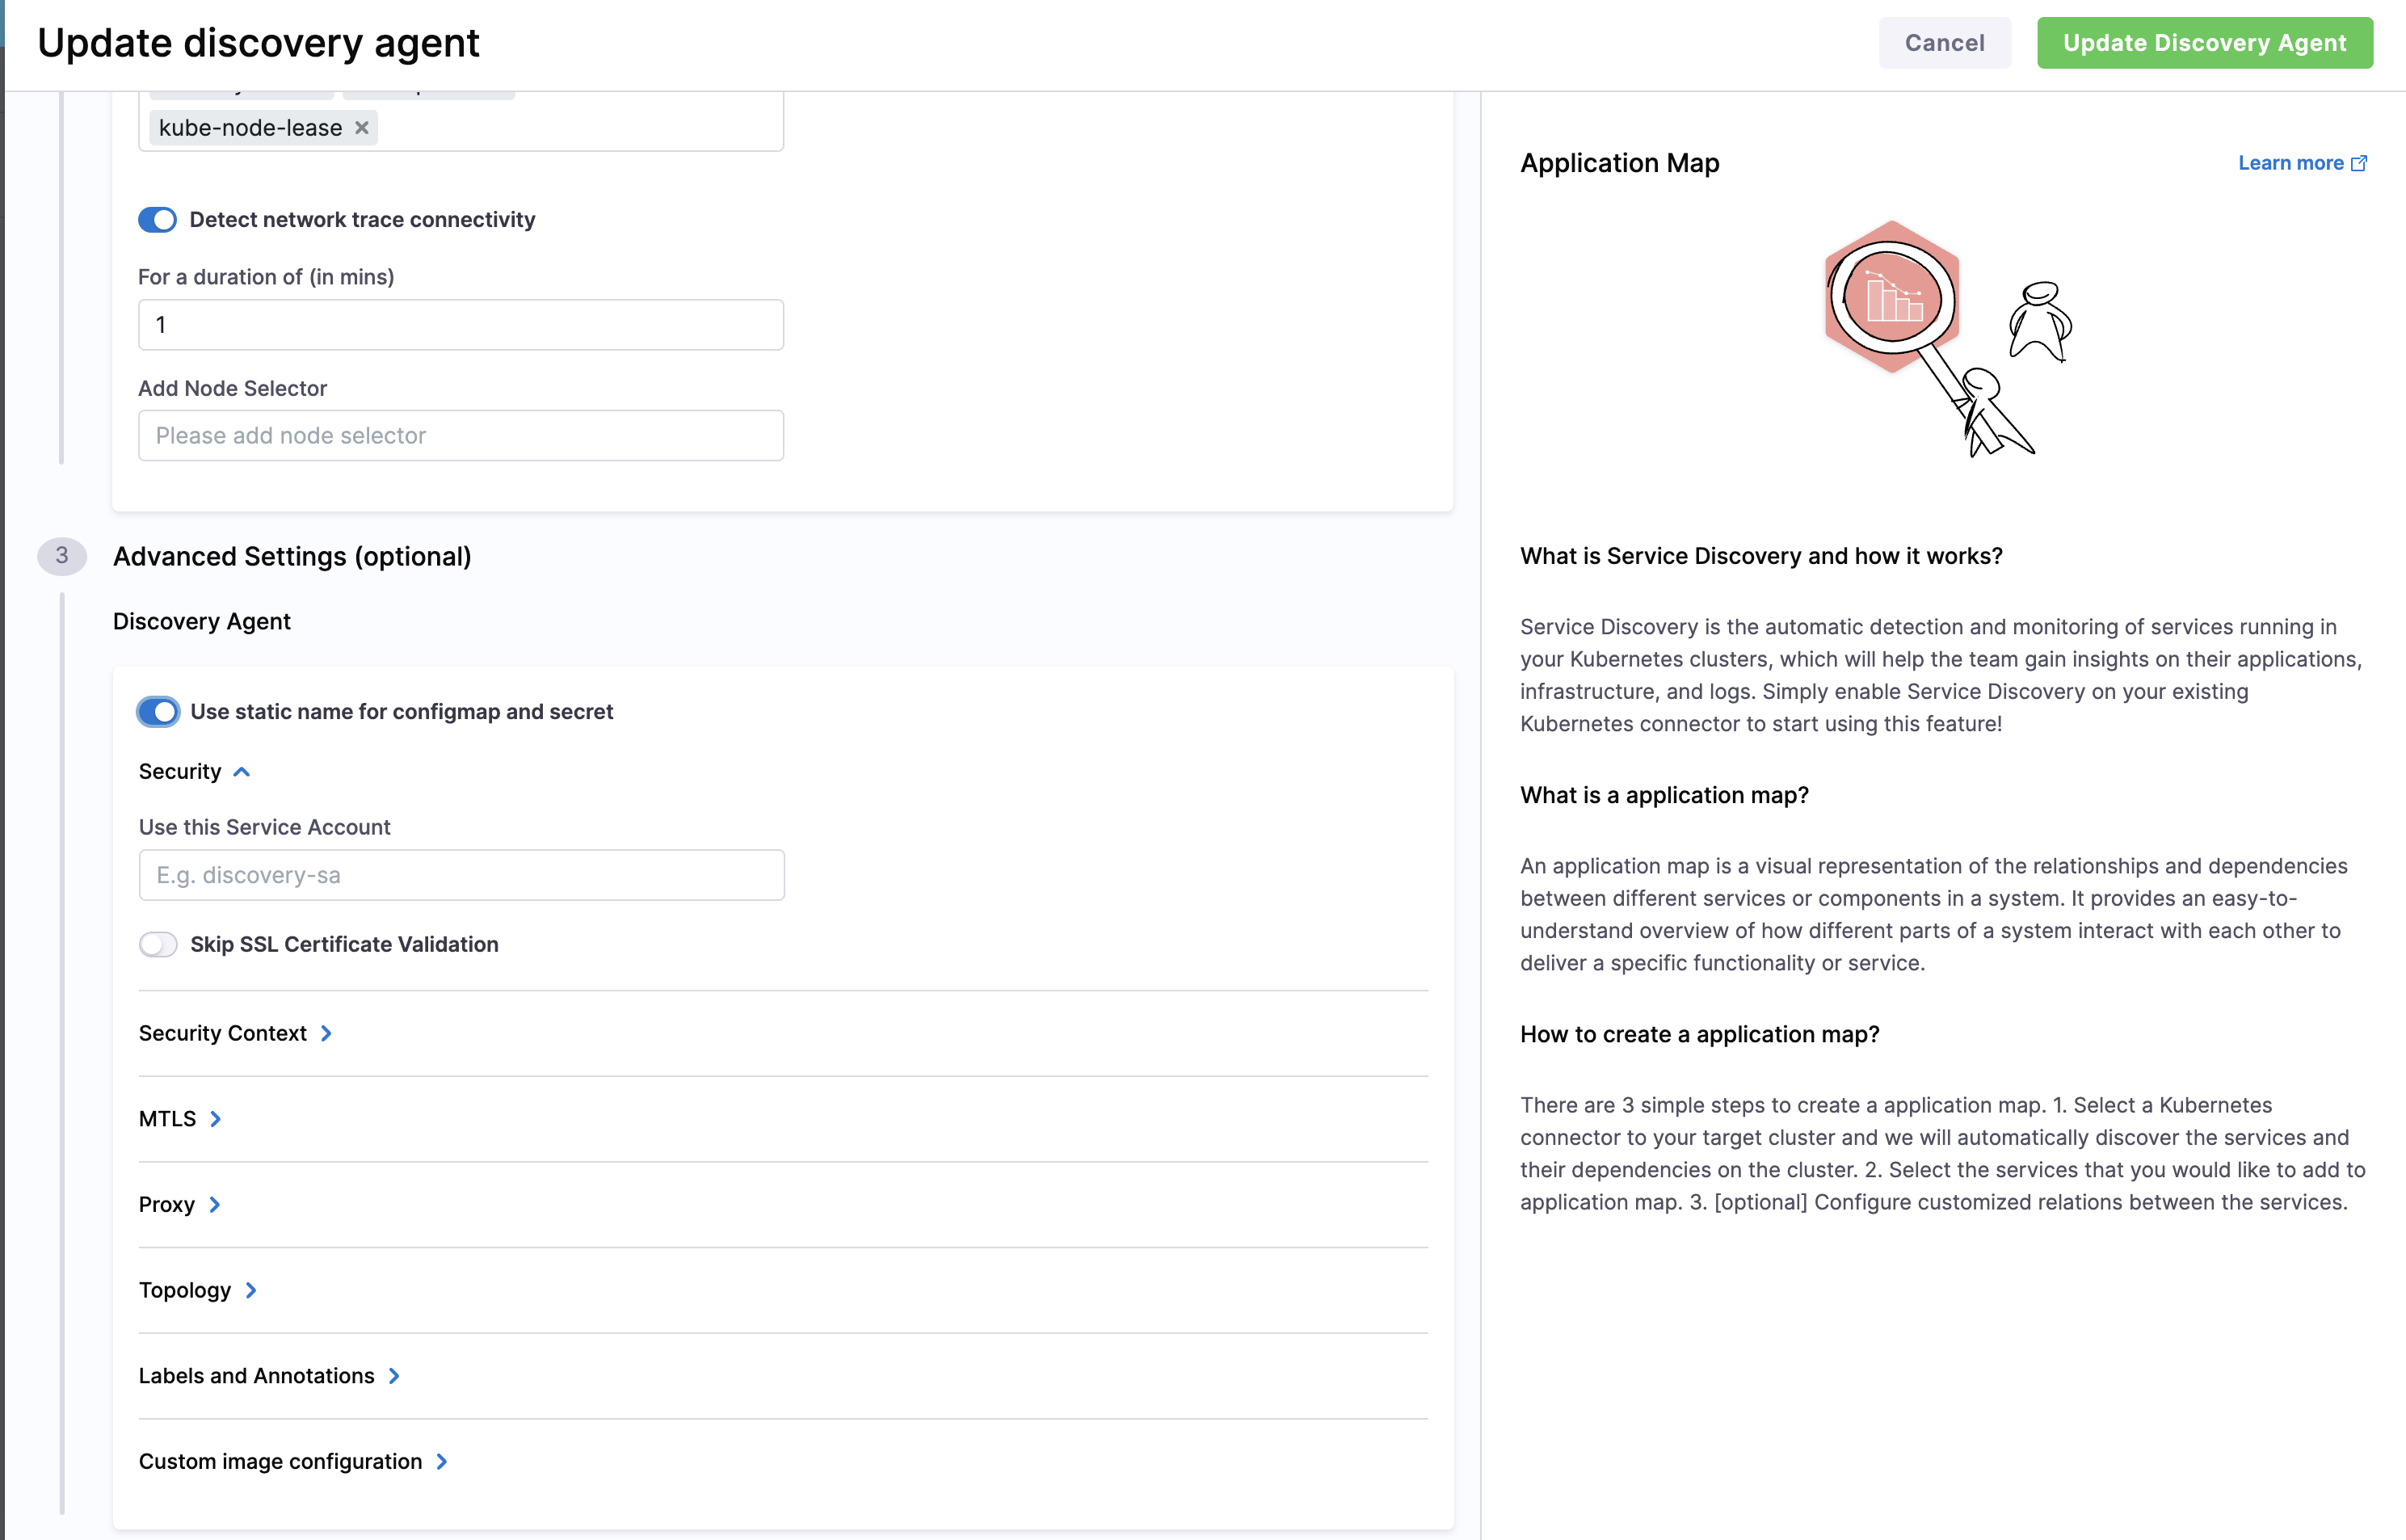 Update discovery agent
Cancel
Update Discovery Agent
kube-node-lease
Detect network trace connectivity
For a duration of (in mins)
1
Add Node Selector
Please add node selector
3
Advanced Settings (optional)
Discovery Agent
Use static name for configmap and secret
Security
Use this Service Account
E.g. discovery-sa
Skip SSL Certificate Validation
Security Context
MTLS
Proxy
Topology
Labels and Annotations
Custom image configuration
Application Map
Learn more
What is Service Discovery and how it works?
Service Discovery is the automatic detection and monitoring of services running in
your Kubernetes clusters, which will help the team gain insights on their applications,
infrastructure, and logs. Simply enable Service Discovery on your existing
Kubernetes connector to start using this feature!
What is a application map?
An application map is a visual representation of the relationships and dependencies
between different services or components in a system. It provides an easy-to-
understand overview of how different parts of a system interact with each other to
deliver a specific functionality or service.
How to create a application map?
There are 3 simple steps to create a application map. 1. Select a Kubernetes
connector to your target cluster and we will automatically discover the services and
their dependencies on the cluster. 2. Select the services that you would like to add to
application map. 3. [optional] Configure customized relations between the services.